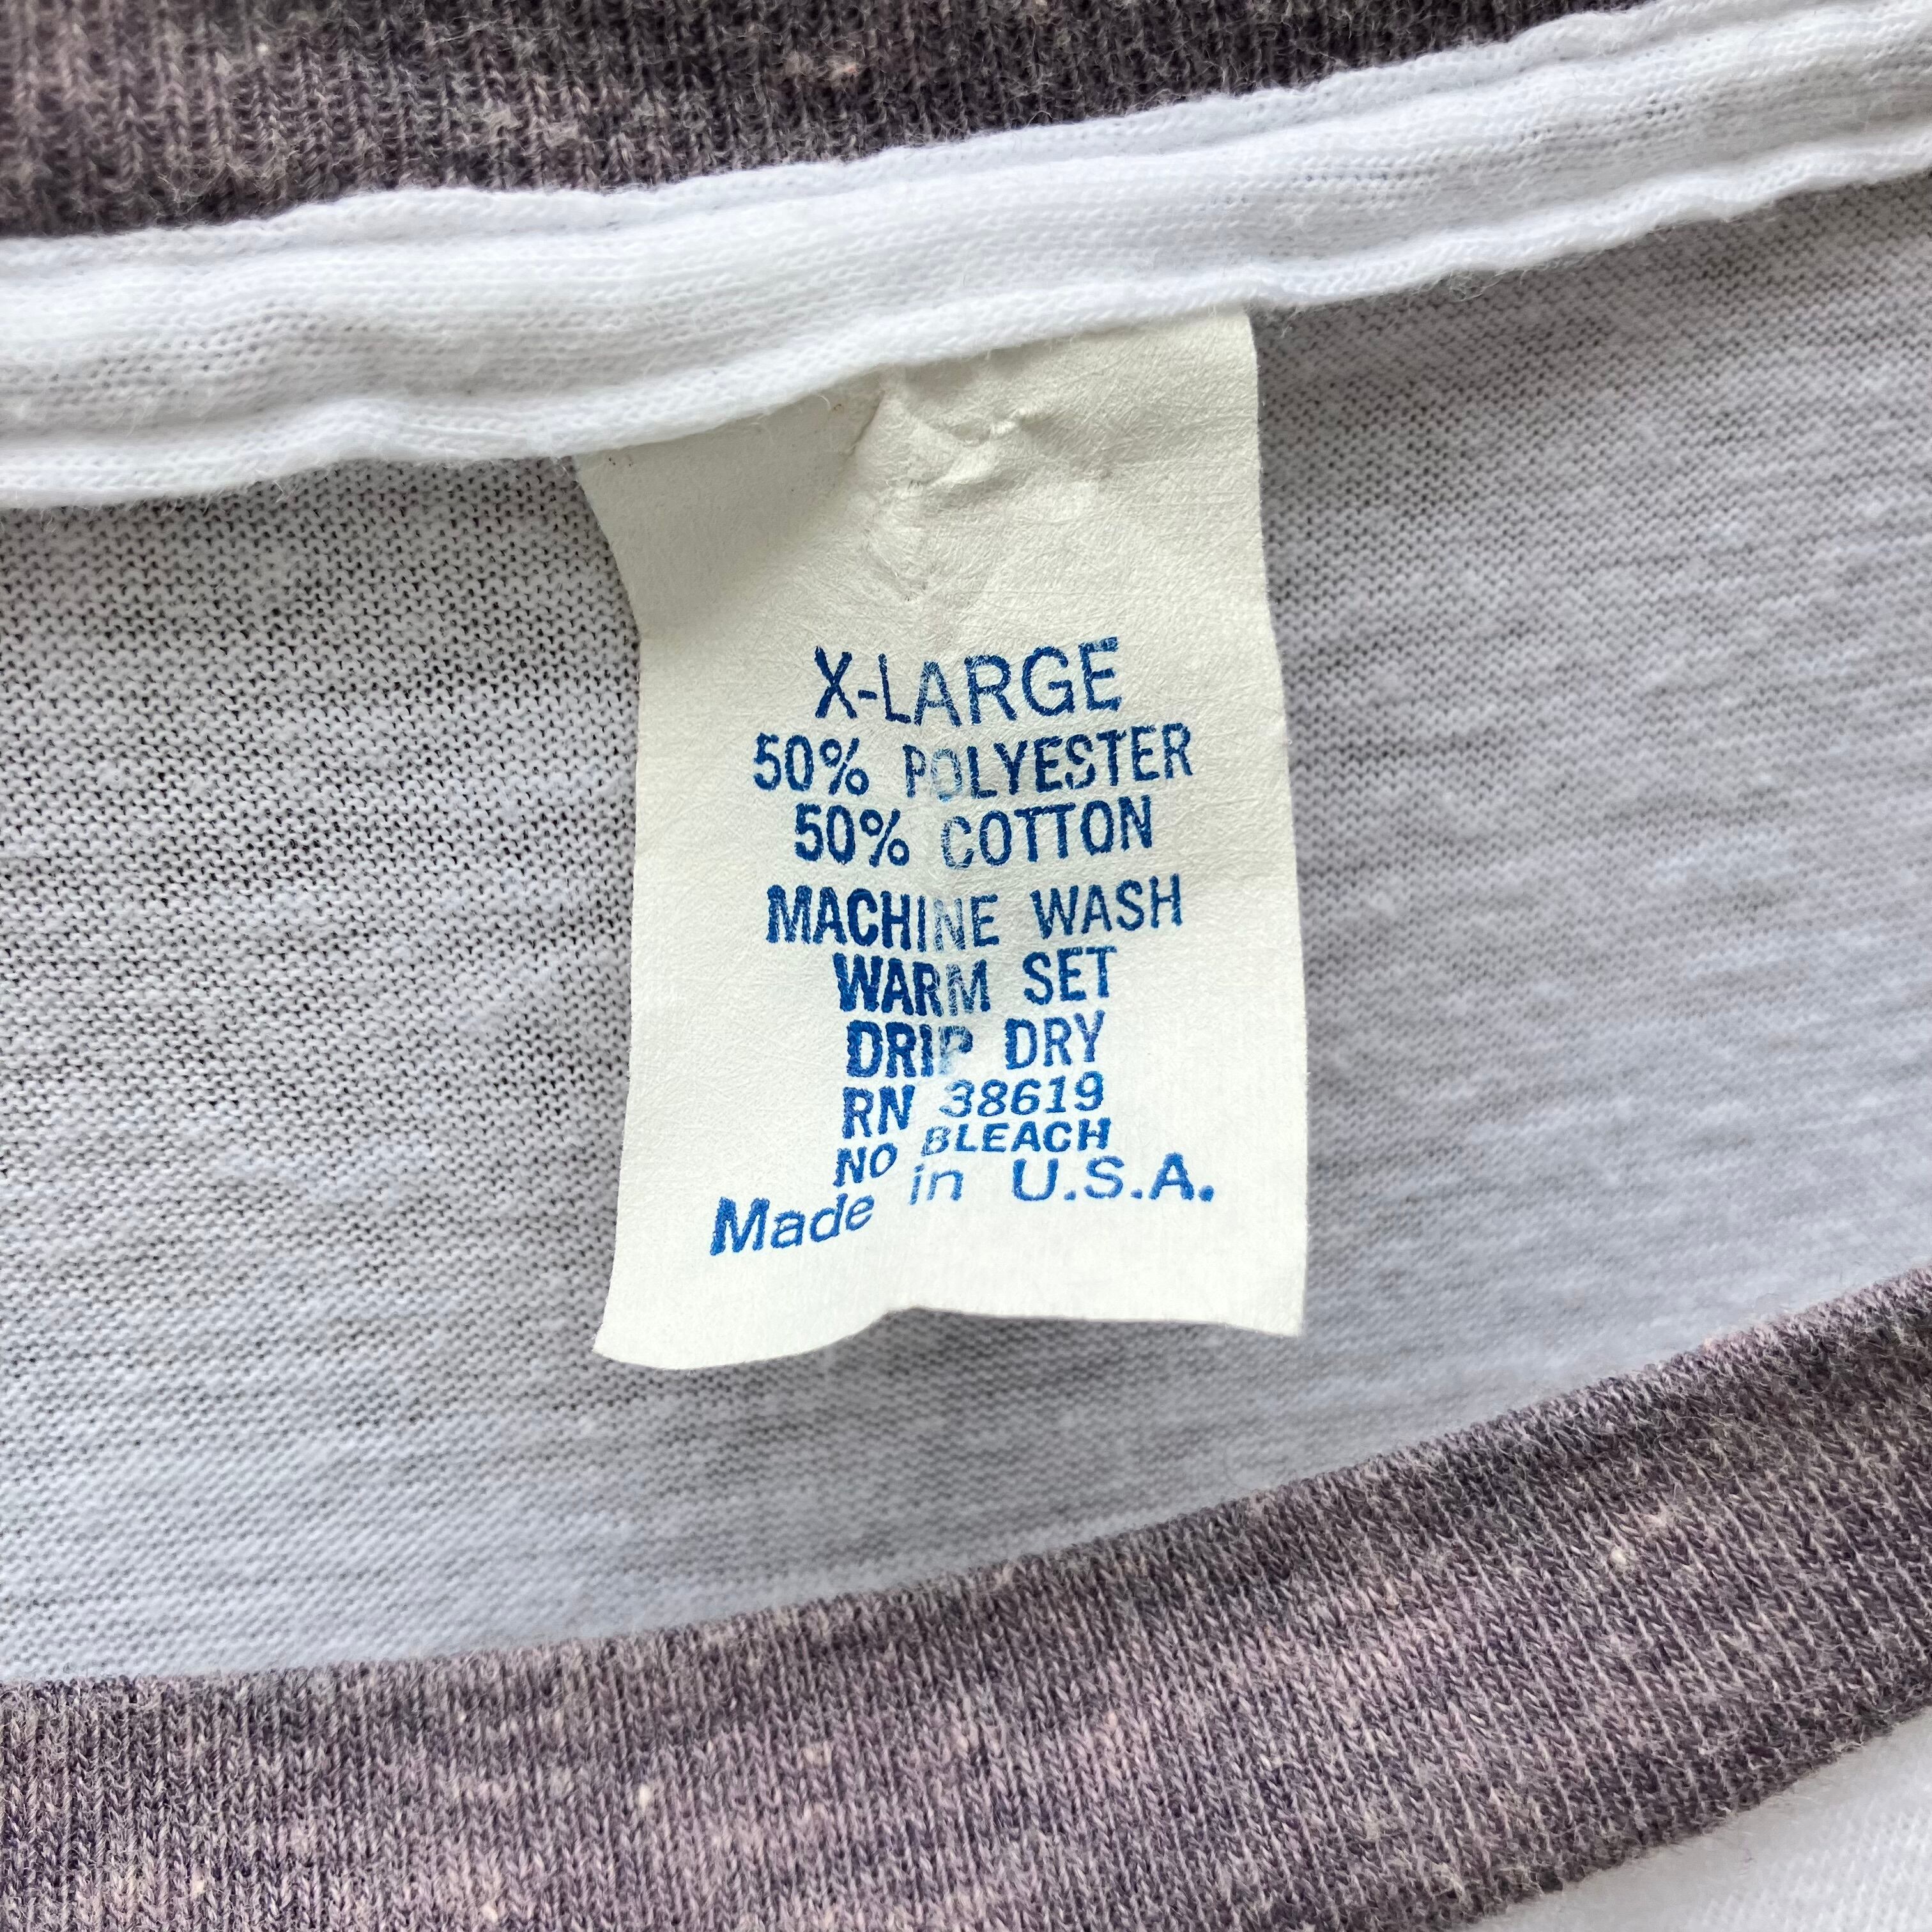 X-LARGE
50% POLYESTER
50% COTTON
MACHINE WASH
WARM SET
DRIP DRY
RN 38619
NO BLEACH
Made in U.S.A.